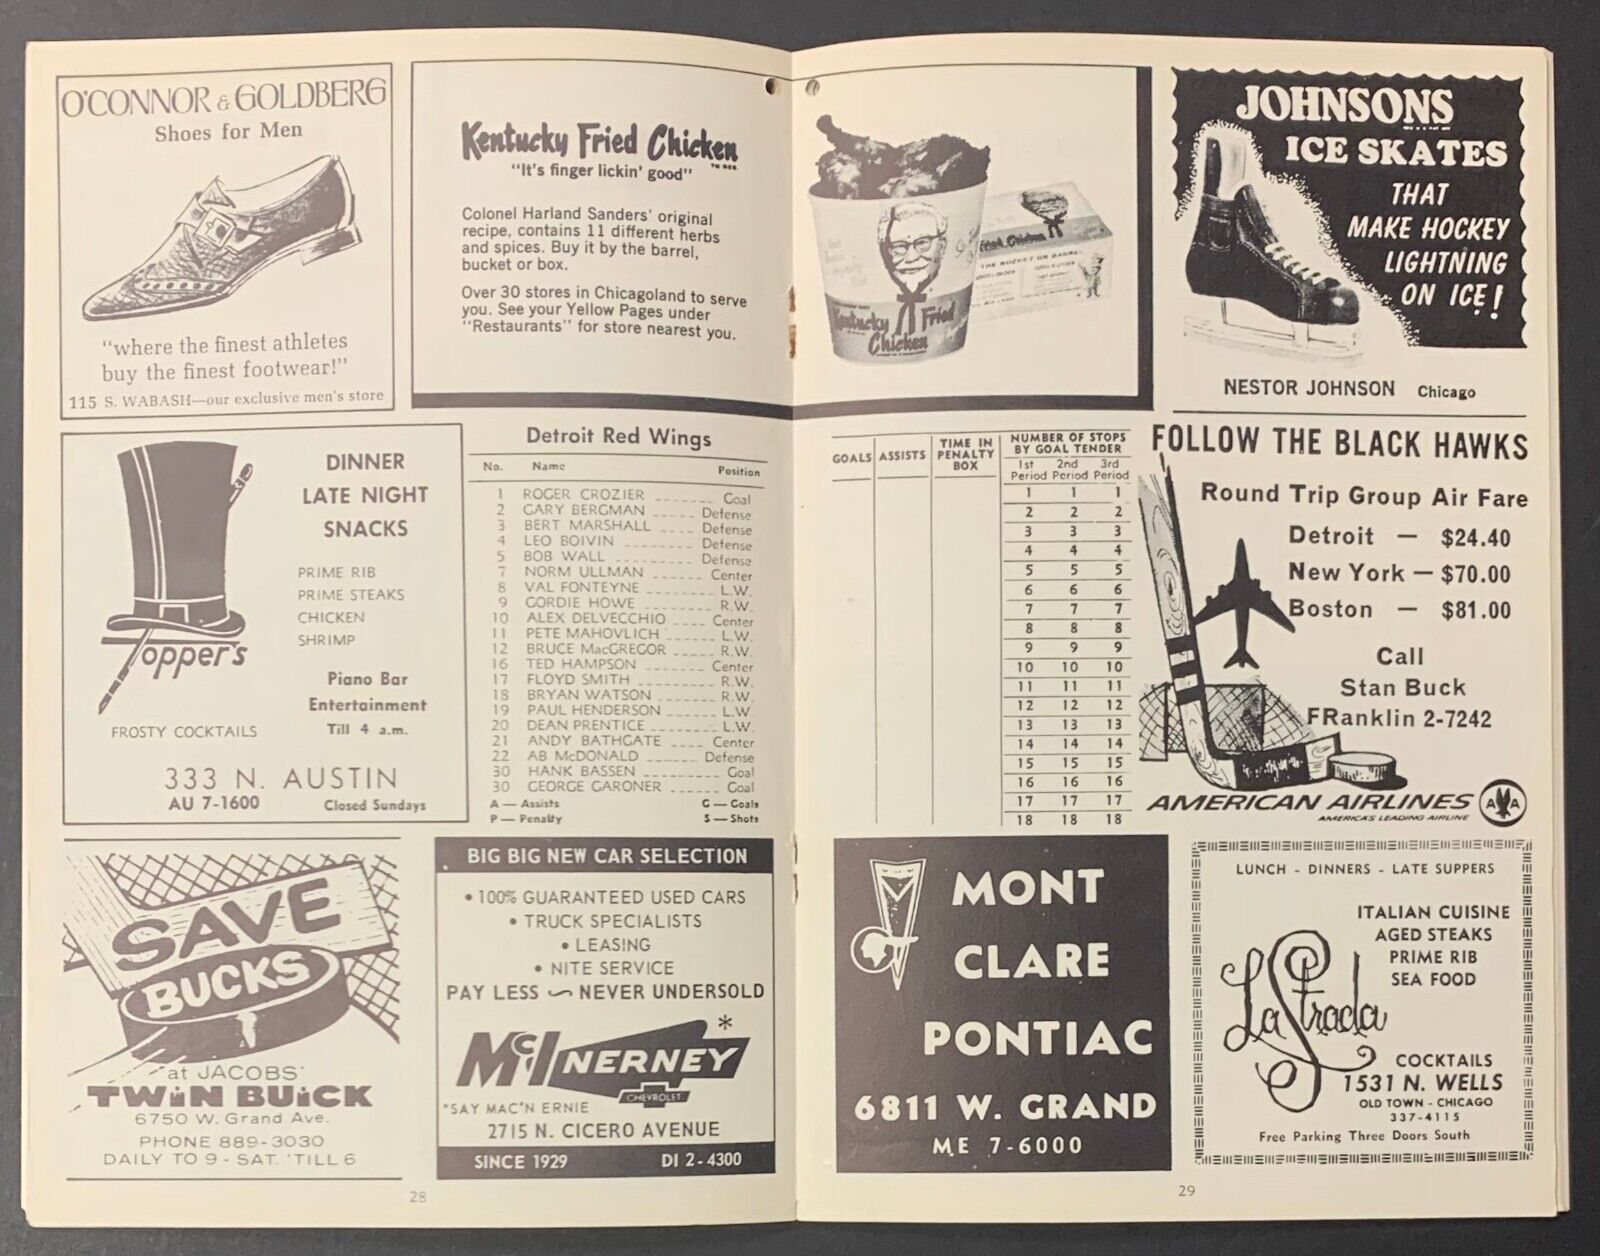 O'CONNOR & GOLDBERG
Shoes for Men
"where the finest athletes
buy the finest footwear!"
115 S. WABASH—our exclusive men's store
Kentucky Fried Chicken
"It's finger lickin' good"
Colonel Harland Sanders' original
recipe, contains 11 different herbs
and spices. Buy it by the barrel,
bucket or box.
Over 30 stores in Chicagoland to serve
you. See your Yellow Pages under
"Restaurants" for store nearest you.
Kentucky Fried
Chicken
JOHNSONS
ICE SKATES
THAT
MAKE HOCKEY
LIGHTNING
ON ICE!
NESTOR JOHNSON Chicago
DINNER
LATE NIGHT
SNACKS
PRIME RIB
PRIME STEAKS
CHICKEN
SHRIMP
Topper's
Piano Bar
Entertainment
Till 4 a.m.
FROSTY COCKTAILS
333 N. AUSTIN
AU 7-1600 Closed Sundays
Detroit Red Wings
No. Name Position
1 ROGER CROZIER Goal
2 GARY BERGMAN Defense
3 BERT MARSHALL Defense
4 LEO BOIVIN Defense
5 BOB WALL Defense
7 NORM ULLMAN Center
8 VAL FONTEYNE L.W.
9 GORDIE HOWE R.W.
10 ALEX DELVECCHIO Center
11 PETE MAHOVLICH L.W.
12 BRUCE MacGREGOR R.W.
16 TED HAMPSON Center
17 FLOYD SMITH R.W.
18 BRYAN WATSON R.W.
19 PAUL HENDERSON L.W.
20 DEAN PRENTICE L.W.
21 ANDY BATHGATE Center
22 AB McDONALD Defense
30 HANK BASSEN Goal
30 GEORGE GARDNER Goal
A — Assists G — Goals
P — Penalty S — Shots
GOALS ASSISTS TIME IN PENALTY BOX NUMBER OF STOPS
BY GOAL TENDER
1st 2nd 3rd
Period Period Period
1 1 1
2 2 2
3 3 3
4 4 4
5 5 5
6 6 6
7 7 7
8 8 8
9 9 9
10 10 10
11 11 11
12 12 12
13 13 13
14 14 14
15 15 15
16 16 16
17 17 17
18 18 18
FOLLOW THE BLACK HAWKS
Round Trip Group Air Fare
Detroit — $24.40
New York — $70.00
Boston — $81.00
Call
Stan Buck
FRanklin 2-7242
AMERICAN AIRLINES AA
AMERICA'S LEADING AIRLINE
SAVE
BUCKS
at JACOBS'
TWiN BUiCK
6750 W. Grand Ave.
PHONE 889-3030
DAILY TO 9 - SAT. 'TILL 6
BIG BIG NEW CAR SELECTION
• 100% GUARANTEED USED CARS
• TRUCK SPECIALISTS
• LEASING
• NITE SERVICE
PAY LESS ~ NEVER UNDERSOLD
McINERNEY*
CHEVROLET
*SAY MAC'N ERNIE
2715 N. CICERO AVENUE
SINCE 1929 DI 2-4300
MONT
CLARE
PONTIAC
6811 W. GRAND
ME 7-6000
LUNCH - DINNERS - LATE SUPPERS
ITALIAN CUISINE
AGED STEAKS
PRIME RIB
SEA FOOD
La Strada
COCKTAILS
1531 N. WELLS
OLD TOWN - CHICAGO
337-4115
Free Parking Three Doors South
28
29